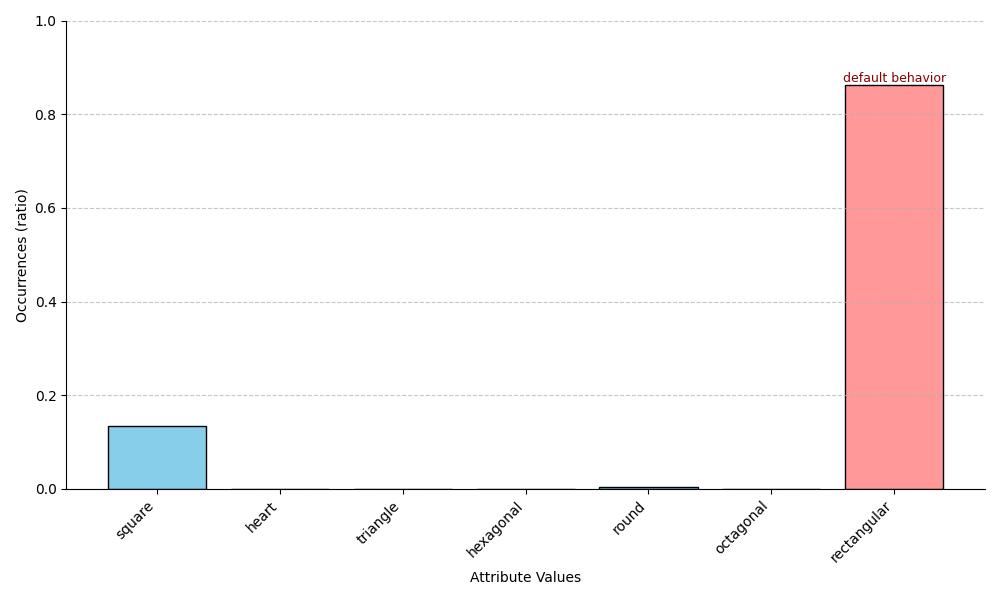 1.0
default behavior
0.8
0.6
0.4
0.2
0.0
Occurrences (ratio)
square
heart
triangle
hexagonal
round
octagonal
rectangular
Attribute Values